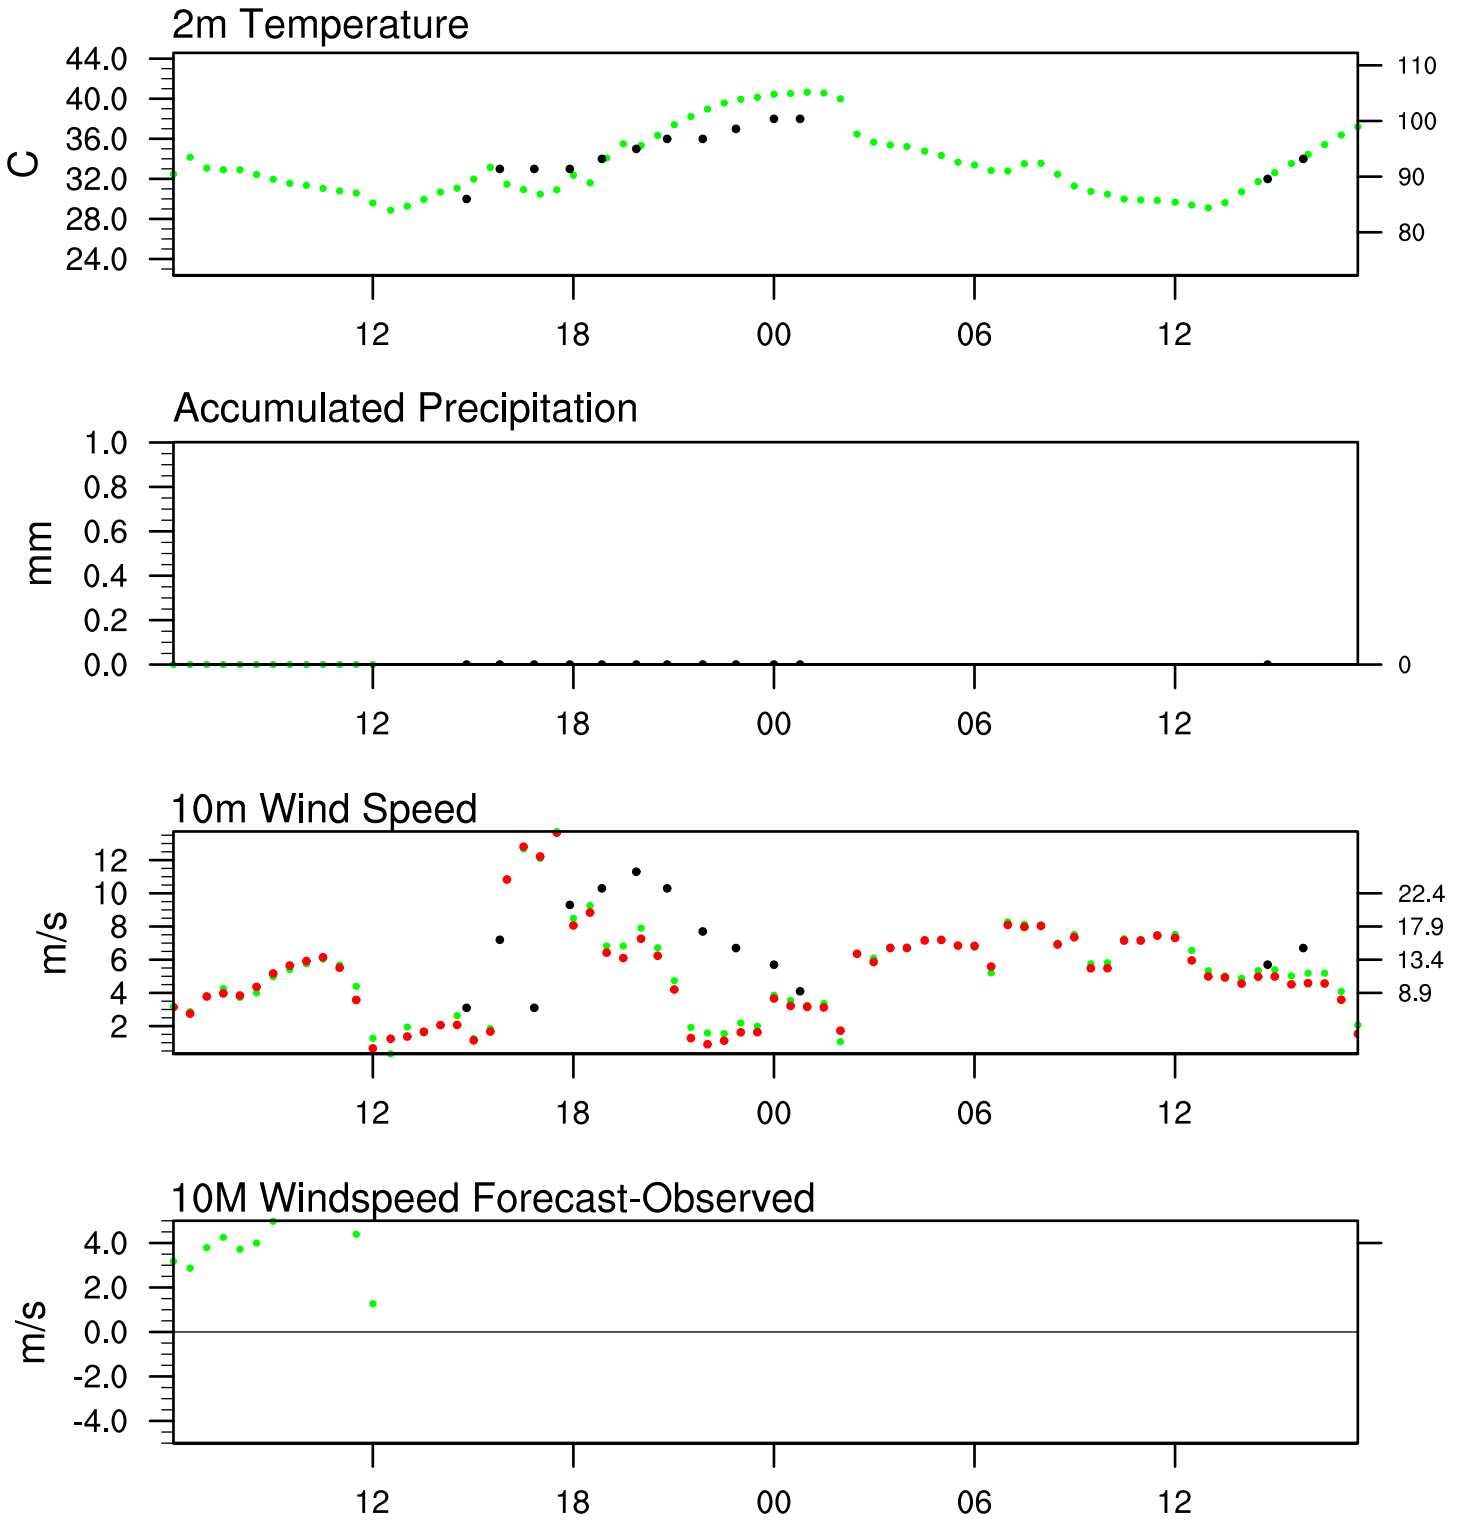 2m Temperature
44.0
40.0
36.0
32.0
28.0
24.0
C
110
100
90
80
12 18 00 06 12
Accumulated Precipitation
1.0
0.8
0.6
0.4
0.2
0.0
mm
0
12 18 00 06 12
10m Wind Speed
12
10
8
6
4
2
m/s
22.4
17.9
13.4
8.9
12 18 00 06 12
10M Windspeed Forecast-Observed
4.0
2.0
0.0
-2.0
-4.0
m/s
12 18 00 06 12